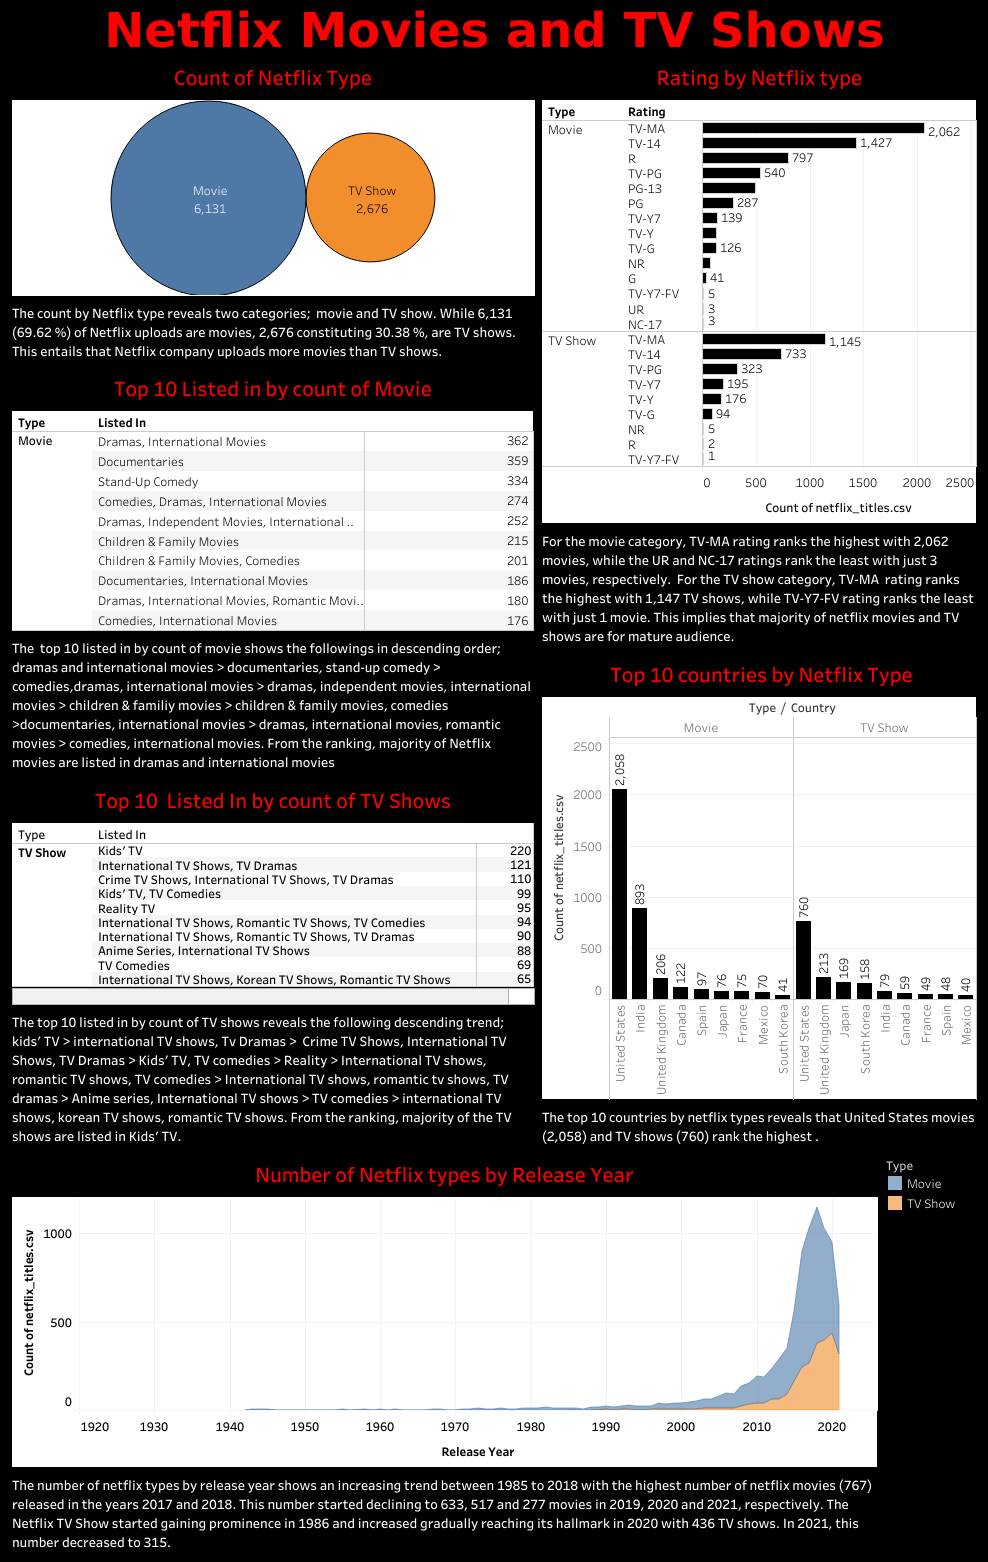 Netflix Movies and TV Shows
Count of Netflix Type
Movie
6,131
TV Show
2,676
The count by Netflix type reveals two categories;  movie and TV show. While 6,131
(69.62 %) of Netflix uploads are movies, 2,676 constituting 30.38 %, are TV shows.
This entails that Netflix company uploads more movies than TV shows.
Top 10 Listed in by count of Movie
Type Listed In
Movie Dramas, International Movies 362
Documentaries 359
Stand-Up Comedy 334
Comedies, Dramas, International Movies 274
Dramas, Independent Movies, International .. 252
Children & Family Movies 215
Children & Family Movies, Comedies 201
Documentaries, International Movies 186
Dramas, International Movies, Romantic Movi.. 180
Comedies, International Movies 176
The  top 10 listed in by count of movie shows the followings in descending order;
dramas and international movies > documentaries, stand-up comedy >
comedies,dramas, international movies > dramas, independent movies, international
movies > children & familiy movies > children & family movies, comedies
>documentaries, international movies > dramas, international movies, romantic
movies > comedies, international movies. From the ranking, majority of Netflix
movies are listed in dramas and international movies
Top 10  Listed In by count of TV Shows
Type Listed In
TV Show Kids' TV 220
International TV Shows, TV Dramas 121
Crime TV Shows, International TV Shows, TV Dramas 110
Kids' TV, TV Comedies 99
Reality TV 95
International TV Shows, Romantic TV Shows, TV Comedies 94
International TV Shows, Romantic TV Shows, TV Dramas 90
Anime Series, International TV Shows 88
TV Comedies 69
International TV Shows, Korean TV Shows, Romantic TV Shows 65
The top 10 listed in by count of TV shows reveals the following descending trend;
kids' TV > international TV shows, Tv Dramas >  Crime TV Shows, International TV
Shows, TV Dramas > Kids' TV, TV comedies > Reality > International TV shows,
romantic TV shows, TV comedies > International TV shows, romantic tv shows, TV
dramas > Anime series, International TV shows > TV comedies > international TV
shows, korean TV shows, romantic TV shows. From the ranking, majority of the TV
shows are listed in Kids' TV.
Rating by Netflix type
Type Rating
Movie TV-MA 2,062
TV-14 1,427
R 797
TV-PG 540
PG-13
PG 287
TV-Y7 139
TV-Y
TV-G 126
NR
G 41
TV-Y7-FV 5
UR 3
NC-17 3
TV Show TV-MA 1,145
TV-14 733
TV-PG 323
TV-Y7 195
TV-Y 176
TV-G 94
NR 5
R 2
TV-Y7-FV 1
0 500 1000 1500 2000 2500
Count of netflix_titles.csv
For the movie category, TV-MA rating ranks the highest with 2,062
movies, while the UR and NC-17 ratings rank the least with just 3
movies, respectively.  For the TV show category, TV-MA  rating ranks
the highest with 1,147 TV shows, while TV-Y7-FV rating ranks the least
with just 1 movie. This implies that majority of netflix movies and TV
shows are for mature audience.
Top 10 countries by Netflix Type
Type / Country
Movie TV Show
Count of netflix_titles.csv
2500
2000
1500
1000
500
0
2,058 893 206 122 97 76 75 70 41 760 213 169 158 79 59 49 48 40
United States India United Kingdom Canada Spain Japan France Mexico South Korea United States United Kingdom Japan South Korea India Canada France Spain Mexico
The top 10 countries by netflix types reveals that United States movies
(2,058) and TV shows (760) rank the highest .
Number of Netflix types by Release Year
Type
Movie
TV Show
Count of netflix_titles.csv
1000
500
0
1920 1930 1940 1950 1960 1970 1980 1990 2000 2010 2020
Release Year
The number of netflix types by release year shows an increasing trend between 1985 to 2018 with the highest number of netflix movies (767)
released in the years 2017 and 2018. This number started declining to 633, 517 and 277 movies in 2019, 2020 and 2021, respectively. The
Netflix TV Show started gaining prominence in 1986 and increased gradually reaching its hallmark in 2020 with 436 TV shows. In 2021, this
number decreased to 315.